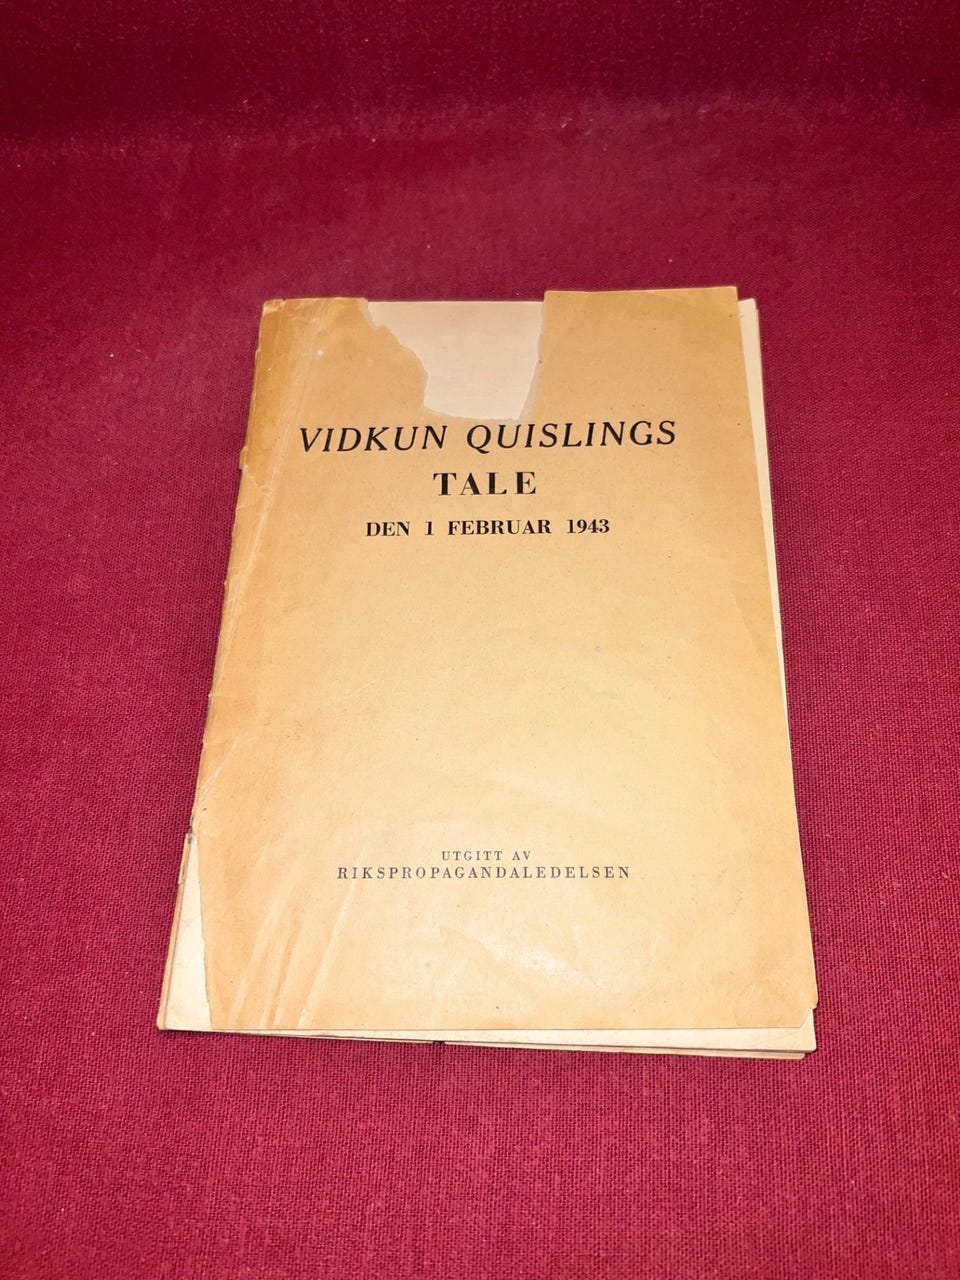 VIDKUN QUISLINGS
TALE
DEN 1 FEBRUAR 1943
UTGITT AV
RIKSPROPAGANDALEDELSEN